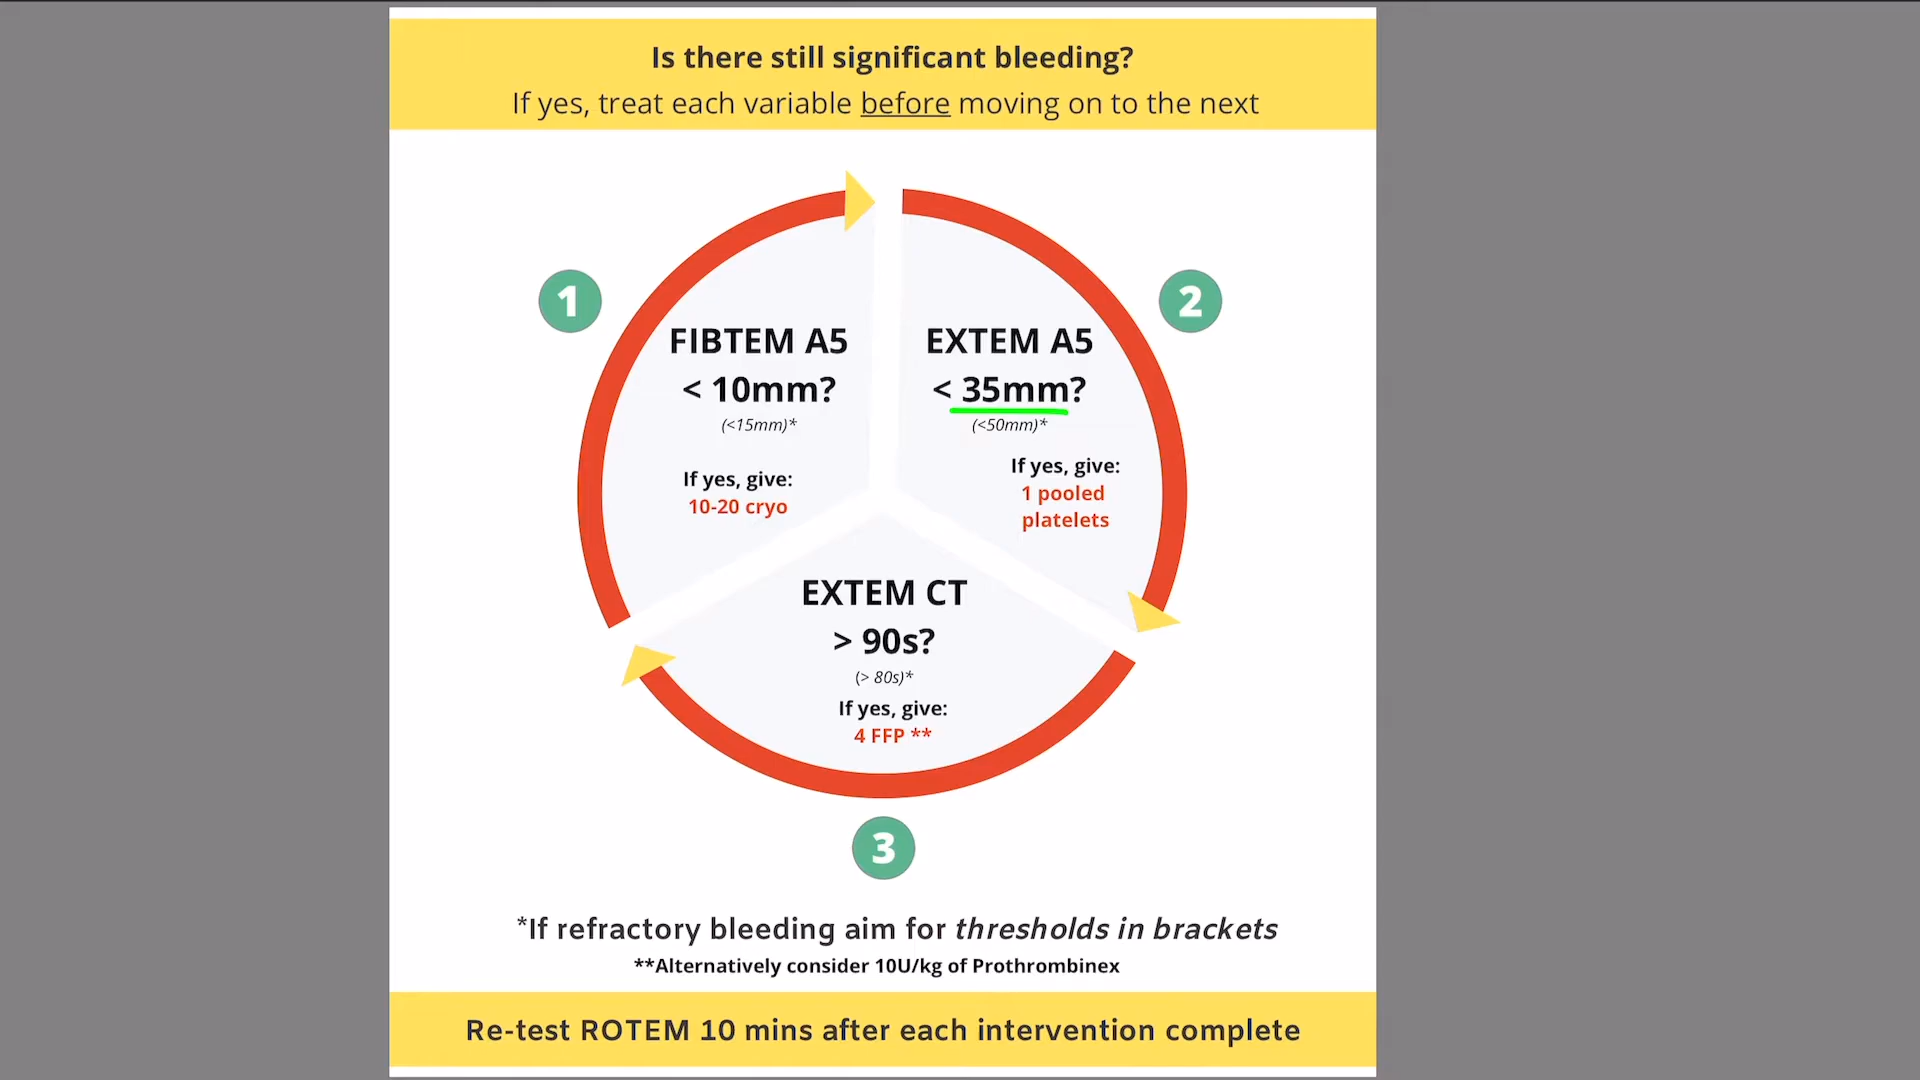 Is there still significant bleeding?
If yes, treat each variable before moving on to the next
1
FIBTEM A5
< 10mm?
(<15mm)*
If yes, give:
10-20 cryo
2
EXTEM A5
< 35mm?
(<50mm)*
If yes, give:
1 pooled
platelets
EXTEM CT
> 90s?
(> 80s)*
If yes, give:
4 FFP **
3
*If refractory bleeding aim for thresholds in brackets
**Alternatively consider 10U/kg of Prothrombinex
Re-test ROTEM 10 mins after each intervention complete